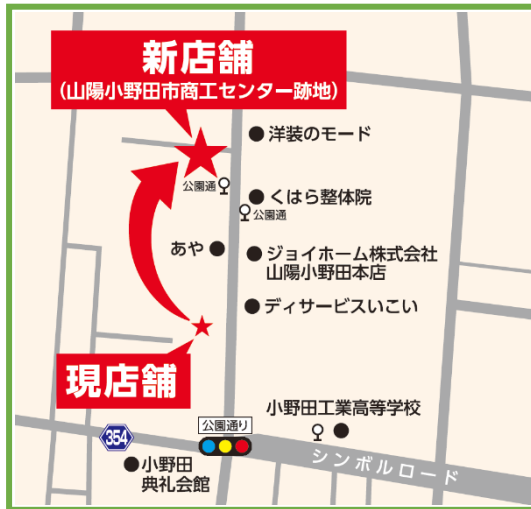 新店舗
(山陽小野田市商工センター跡地)
洋装のモード
公園通
くはら整体院
公園通
あや
ジョイホーム株式会社
山陽小野田本店
ディサービスいこい
現店舗
小野田工業高等学校
公園通り
354
シンボルロード
小野田
典礼会館